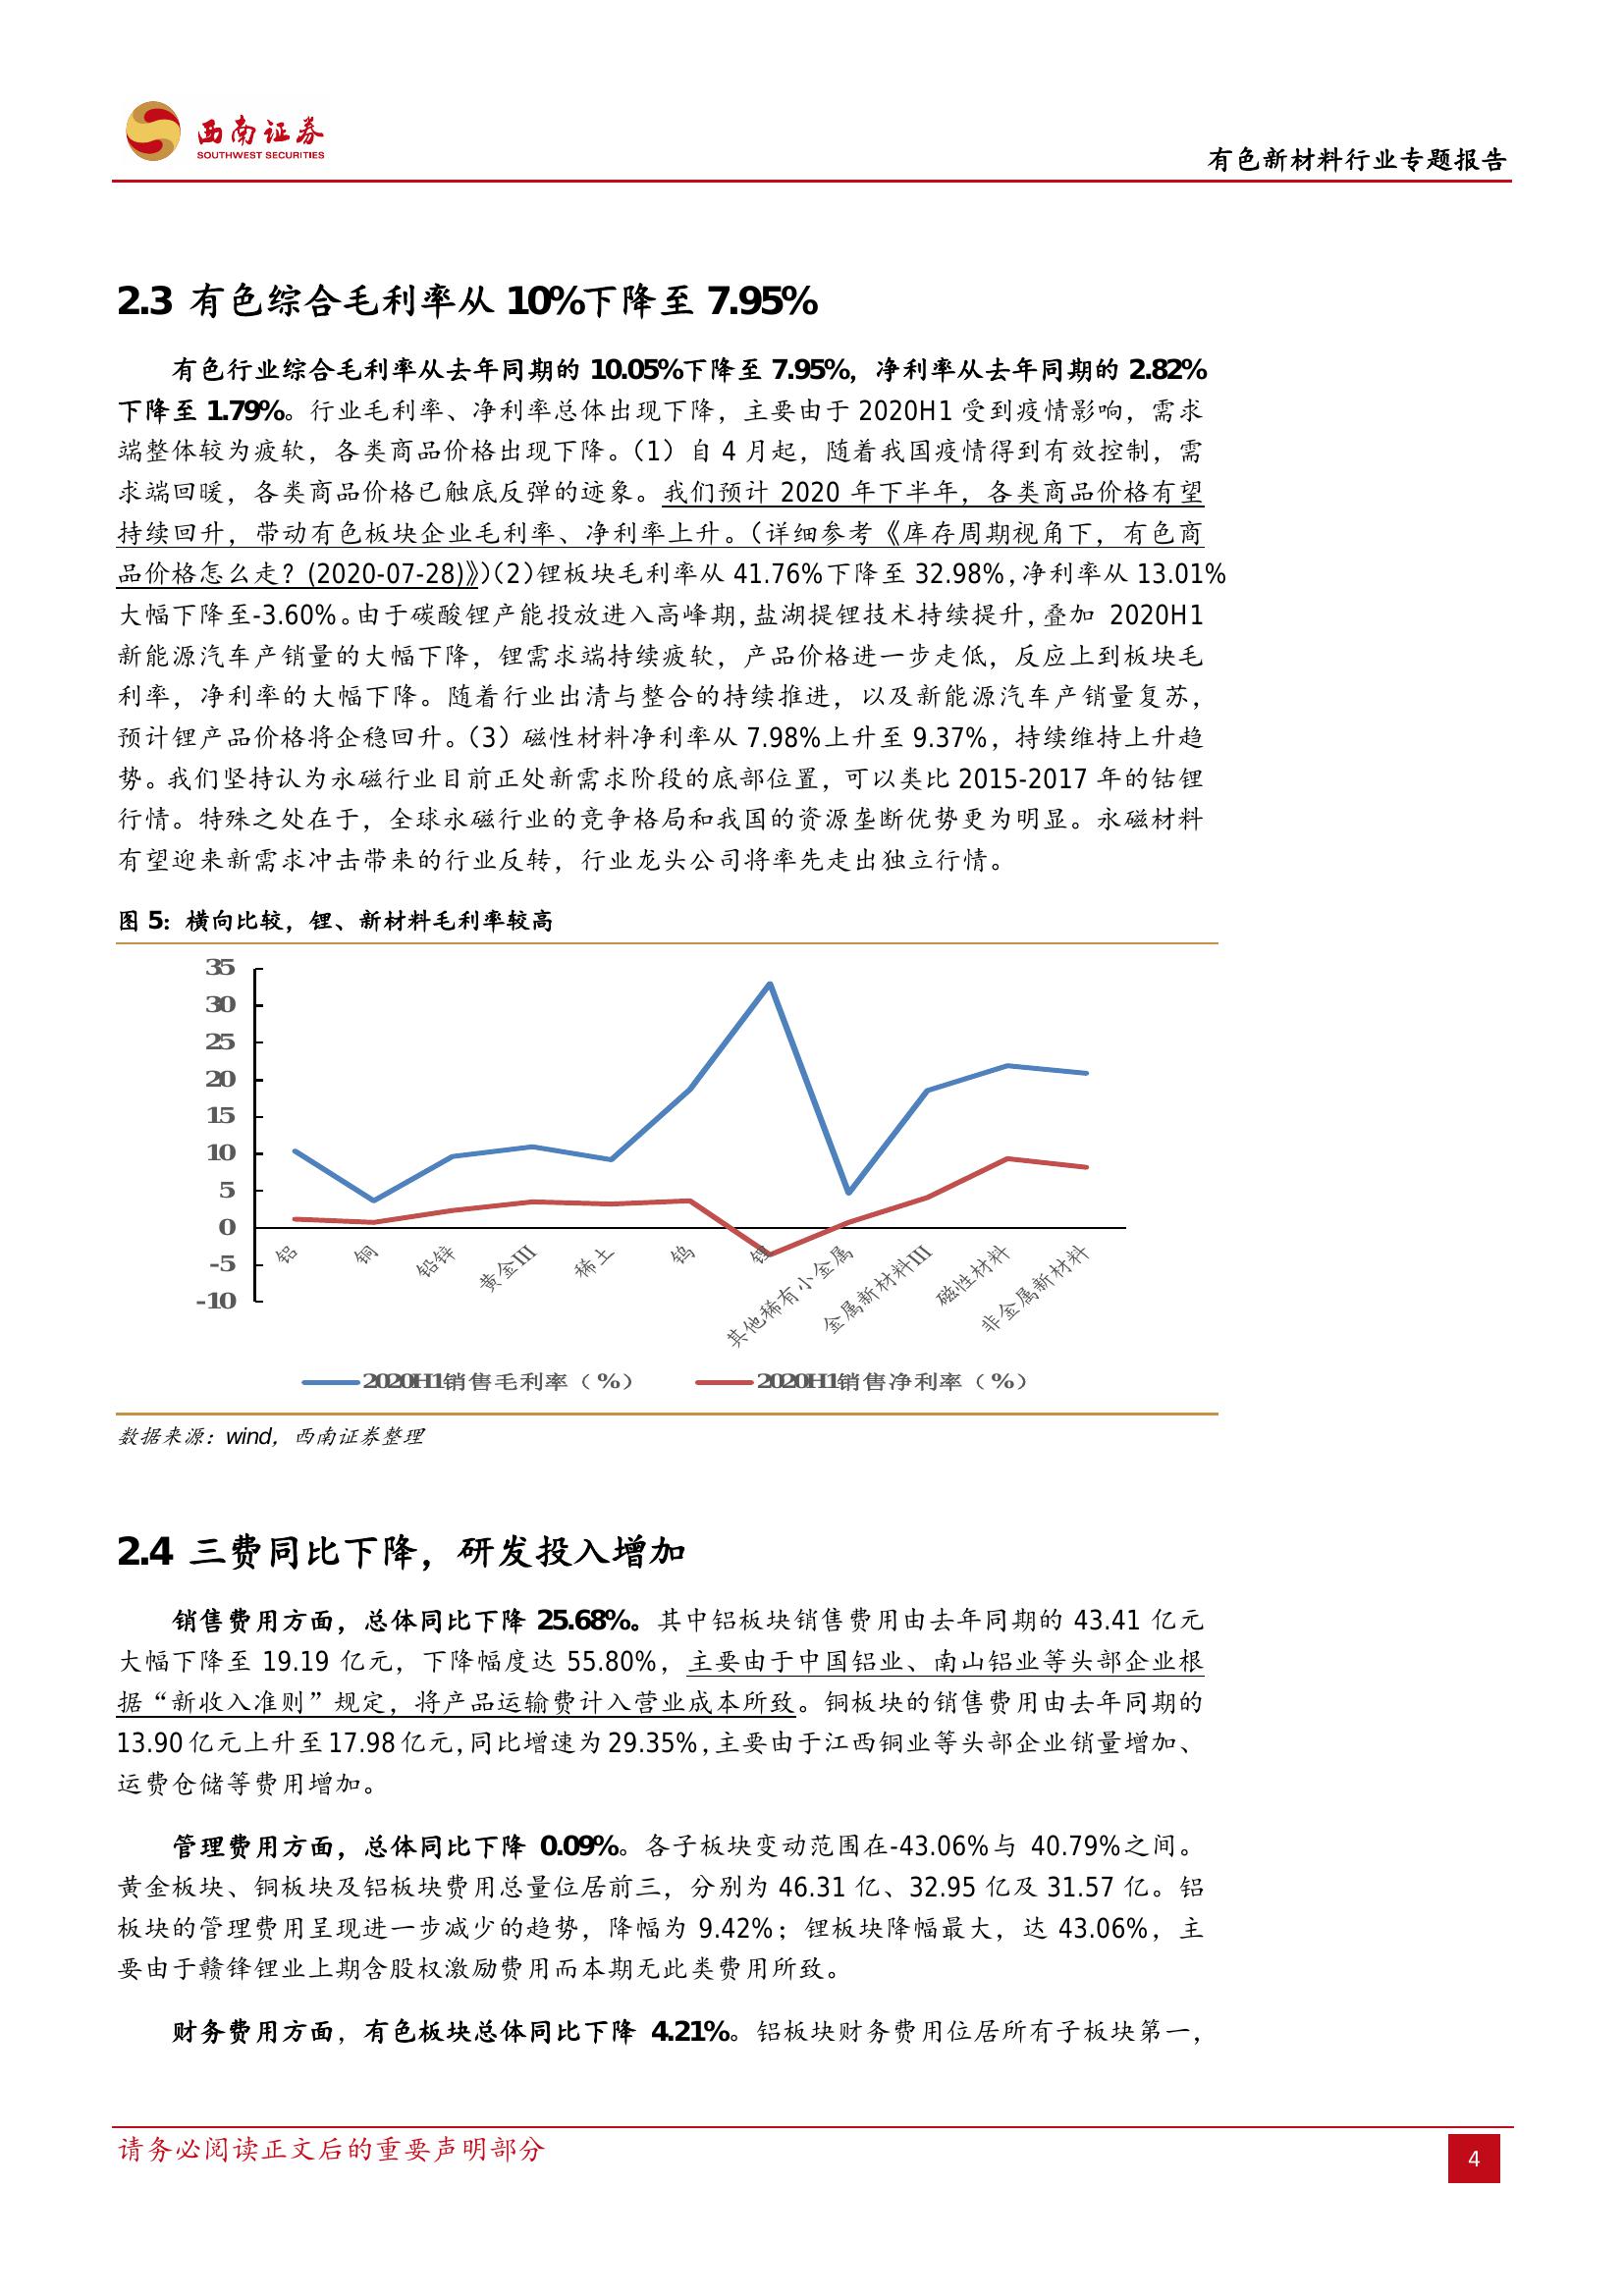 西南证券
SOUTHWEST SECURITIES
有色新材料行业专题报告
2.3 有色综合毛利率从 10%下降至 7.95%
有色行业综合毛利率从去年同期的 10.05%下降至 7.95%，净利率从去年同期的 2.82%
下降至 1.79%。行业毛利率、净利率总体出现下降，主要由于 2020H1 受到疫情影响，需求
端整体较为疲软，各类商品价格出现下降。（1）自 4 月起，随着我国疫情得到有效控制，需
求端回暖，各类商品价格已触底反弹的迹象。我们预计 2020 年下半年，各类商品价格有望
持续回升，带动有色板块企业毛利率、净利率上升。（详细参考《库存周期视角下，有色商
品价格怎么走？(2020-07-28)》）（2）锂板块毛利率从 41.76%下降至 32.98%，净利率从 13.01%
大幅下降至-3.60%。由于碳酸锂产能投放进入高峰期，盐湖提锂技术持续提升，叠加 2020H1
新能源汽车产销量的大幅下降，锂需求端持续疲软，产品价格进一步走低，反应上到板块毛
利率，净利率的大幅下降。随着行业出清与整合的持续推进，以及新能源汽车产销量复苏，
预计锂产品价格将企稳回升。（3）磁性材料净利率从 7.98%上升至 9.37%，持续维持上升趋
势。我们坚持认为永磁行业目前正处新需求阶段的底部位置，可以类比 2015-2017 年的钴锂
行情。特殊之处在于，全球永磁行业的竞争格局和我国的资源垄断优势更为明显。永磁材料
有望迎来新需求冲击带来的行业反转，行业龙头公司将率先走出独立行情。
图 5：横向比较，锂、新材料毛利率较高
35
30
25
20
15
10
5
0
-5
-10
铝
铜
铅锌
黄金III
稀土
钨
锂
其他稀有小金属
金属新材料III
磁性材料
非金属新材料
2020H1销售毛利率（%）
2020H1销售净利率（%）
数据来源：wind，西南证券整理
2.4 三费同比下降，研发投入增加
销售费用方面，总体同比下降 25.68%。其中铝板块销售费用由去年同期的 43.41 亿元
大幅下降至 19.19 亿元，下降幅度达 55.80%，主要由于中国铝业、南山铝业等头部企业根
据“新收入准则”规定，将产品运输费计入营业成本所致。铜板块的销售费用由去年同期的
13.90 亿元上升至 17.98 亿元，同比增速为 29.35%，主要由于江西铜业等头部企业销量增加、
运费仓储等费用增加。
管理费用方面，总体同比下降 0.09%。各子板块变动范围在-43.06%与 40.79%之间。
黄金板块、铜板块及铝板块费用总量位居前三，分别为 46.31 亿、32.95 亿及 31.57 亿。铝
板块的管理费用呈现进一步减少的趋势，降幅为 9.42%；锂板块降幅最大，达 43.06%，主
要由于赣锋锂业上期含股权激励费用而本期无此类费用所致。
财务费用方面，有色板块总体同比下降 4.21%。铝板块财务费用位居所有子板块第一，
请务必阅读正文后的重要声明部分
4